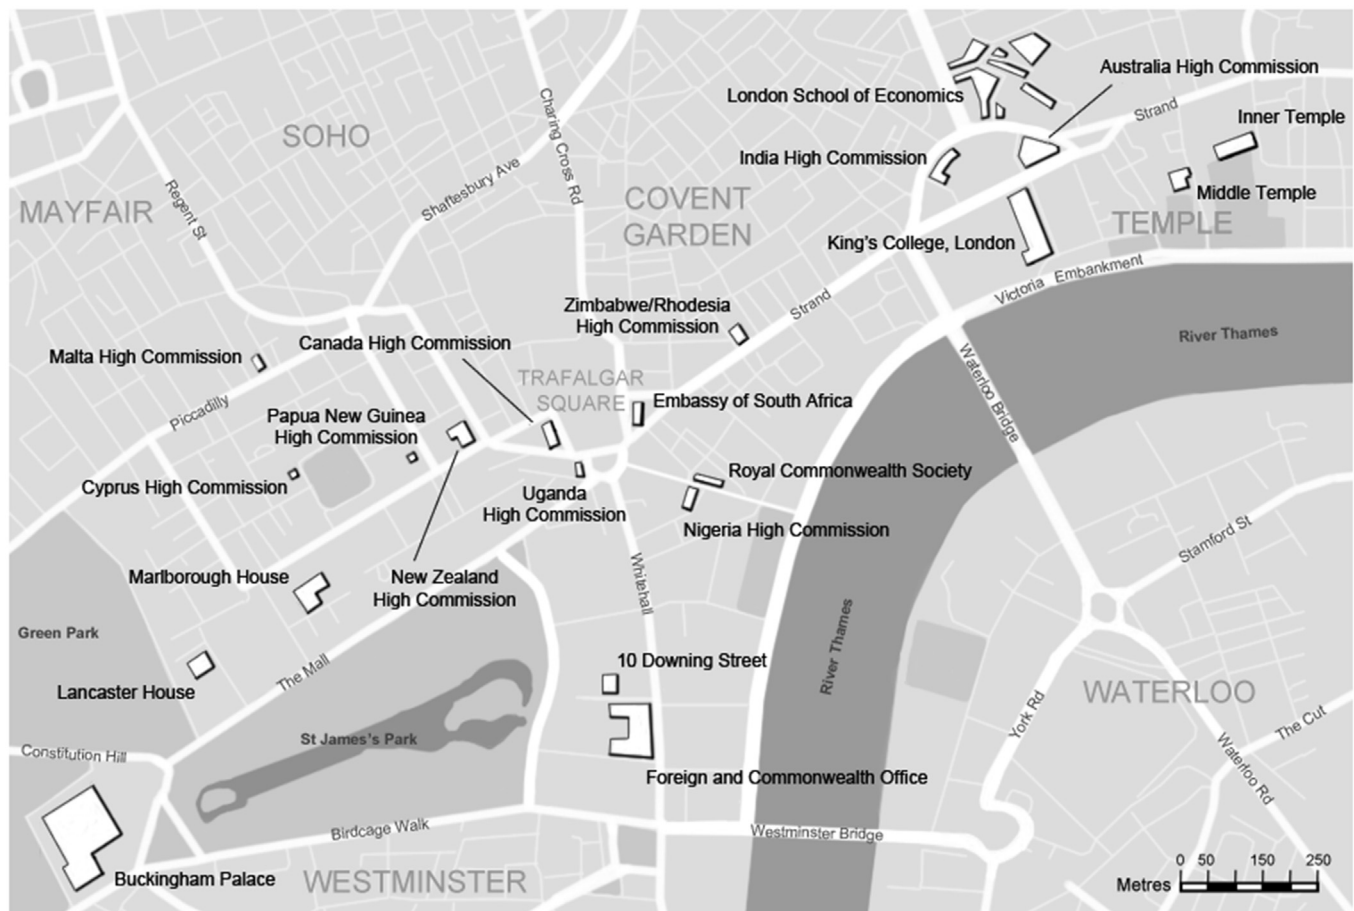 Australia High Commission
London School of Economics
Strand
Inner Temple
Charing Cross Rd
SOHO
India High Commission
Shaftesbury Ave
Middle Temple
MAYFAIR
Regent St
COVENT
GARDEN
TEMPLE
King's College, London
Victoria Embankment
Zimbabwe/Rhodesia
High Commission
Strand
River Thames
Canada High Commission
Malta High Commission
TRAFALGAR
SQUARE
Waterloo Bridge
Piccadilly
Papua New Guinea
High Commission
Embassy of South Africa
Cyprus High Commission
Royal Commonwealth Society
Uganda
High Commission
Nigeria High Commission
Stamford St
Marlborough House
New Zealand
High Commission
Whitehall
Green Park
River Thames
The Mall
10 Downing Street
Lancaster House
WATERLOO
York Rd
The Cut
St James's Park
Constitution Hill
Waterloo Rd
Foreign and Commonwealth Office
Birdcage Walk
Westminster Bridge
Buckingham Palace
WESTMINSTER
0 50 150 250
Metres